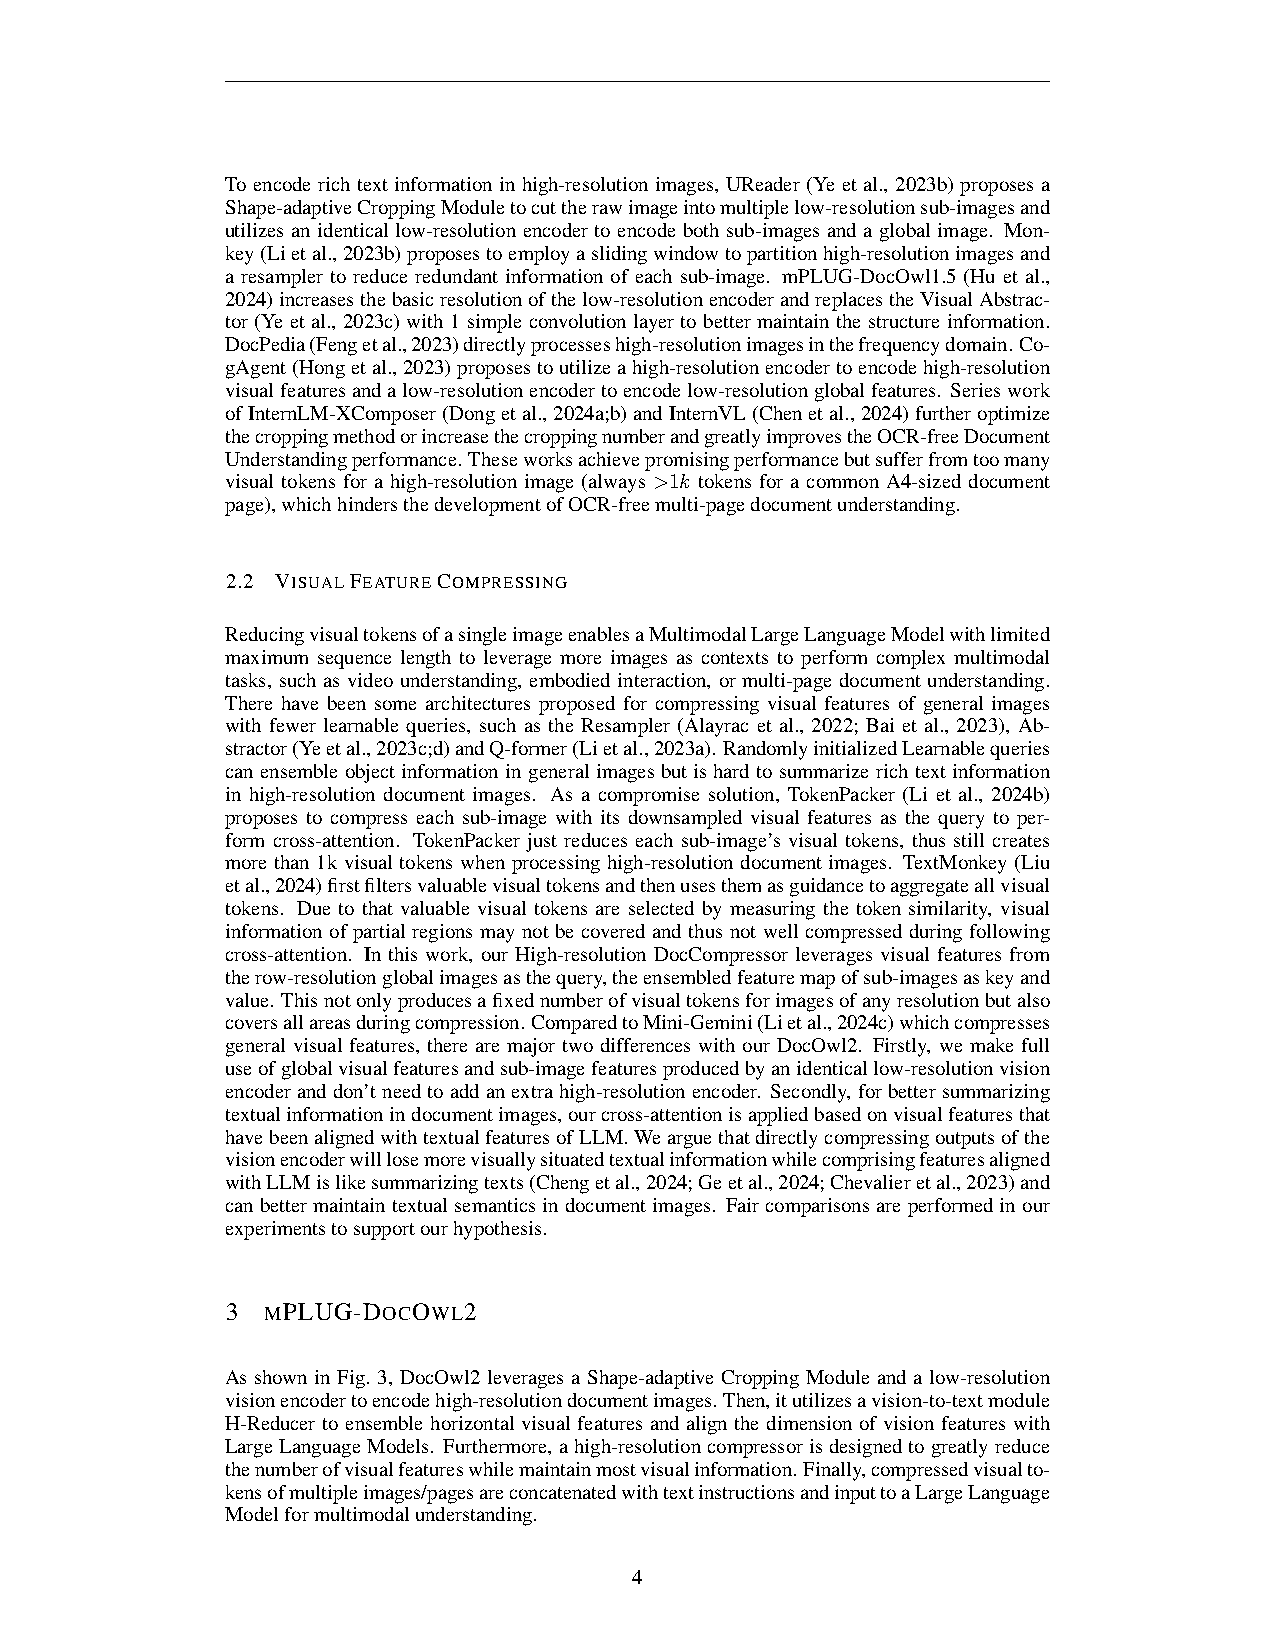 To encode rich text information in high-resolution images, UReader (Ye et al., 2023b) proposes a
Shape-adaptive Cropping Module to cut the raw image into multiple low-resolution sub-images and
utilizes an identical low-resolution encoder to encode both sub-images and a global image. Mon-
key (Li et al., 2023b) proposes to employ a sliding window to partition high-resolution images and
a resampler to reduce redundant information of each sub-image. mPLUG-DocOwl1.5 (Hu et al.,
2024) increases the basic resolution of the low-resolution encoder and replaces the Visual Abstrac-
tor (Ye et al., 2023c) with 1 simple convolution layer to better maintain the structure information.
DocPedia (Feng et al., 2023) directly processes high-resolution images in the frequency domain. Co-
gAgent (Hong et al., 2023) proposes to utilize a high-resolution encoder to encode high-resolution
visual features and a low-resolution encoder to encode low-resolution global features. Series work
of InternLM-XComposer (Dong et al., 2024a;b) and InternVL (Chen et al., 2024) further optimize
the cropping method or increase the cropping number and greatly improves the OCR-free Document
Understanding performance. These works achieve promising performance but suffer from too many
visual tokens for a high-resolution image (always >1k tokens for a common A4-sized document
page), which hinders the development of OCR-free multi-page document understanding.
2.2 VISUAL FEATURE COMPRESSING
Reducing visual tokens of a single image enables a Multimodal Large Language Model with limited
maximum sequence length to leverage more images as contexts to perform complex multimodal
tasks, such as video understanding, embodied interaction, or multi-page document understanding.
There have been some architectures proposed for compressing visual features of general images
with fewer learnable queries, such as the Resampler (Alayrac et al., 2022; Bai et al., 2023), Ab-
stractor (Ye et al., 2023c;d) and Q-former (Li et al., 2023a). Randomly initialized Learnable queries
can ensemble object information in general images but is hard to summarize rich text information
in high-resolution document images. As a compromise solution, TokenPacker (Li et al., 2024b)
proposes to compress each sub-image with its downsampled visual features as the query to per-
form cross-attention. TokenPacker just reduces each sub-image's visual tokens, thus still creates
more than 1k visual tokens when processing high-resolution document images. TextMonkey (Liu
et al., 2024) first filters valuable visual tokens and then uses them as guidance to aggregate all visual
tokens. Due to that valuable visual tokens are selected by measuring the token similarity, visual
information of partial regions may not be covered and thus not well compressed during following
cross-attention. In this work, our High-resolution DocCompressor leverages visual features from
the row-resolution global images as the query, the ensembled feature map of sub-images as key and
value. This not only produces a fixed number of visual tokens for images of any resolution but also
covers all areas during compression. Compared to Mini-Gemini (Li et al., 2024c) which compresses
general visual features, there are major two differences with our DocOwl2. Firstly, we make full
use of global visual features and sub-image features produced by an identical low-resolution vision
encoder and don't need to add an extra high-resolution encoder. Secondly, for better summarizing
textual information in document images, our cross-attention is applied based on visual features that
have been aligned with textual features of LLM. We argue that directly compressing outputs of the
vision encoder will lose more visually situated textual information while comprising features aligned
with LLM is like summarizing texts (Cheng et al., 2024; Ge et al., 2024; Chevalier et al., 2023) and
can better maintain textual semantics in document images. Fair comparisons are performed in our
experiments to support our hypothesis.
3 MPLUG-DOCOWL2
As shown in Fig. 3, DocOwl2 leverages a Shape-adaptive Cropping Module and a low-resolution
vision encoder to encode high-resolution document images. Then, it utilizes a vision-to-text module
H-Reducer to ensemble horizontal visual features and align the dimension of vision features with
Large Language Models. Furthermore, a high-resolution compressor is designed to greatly reduce
the number of visual features while maintain most visual information. Finally, compressed visual to-
kens of multiple images/pages are concatenated with text instructions and input to a Large Language
Model for multimodal understanding.
4